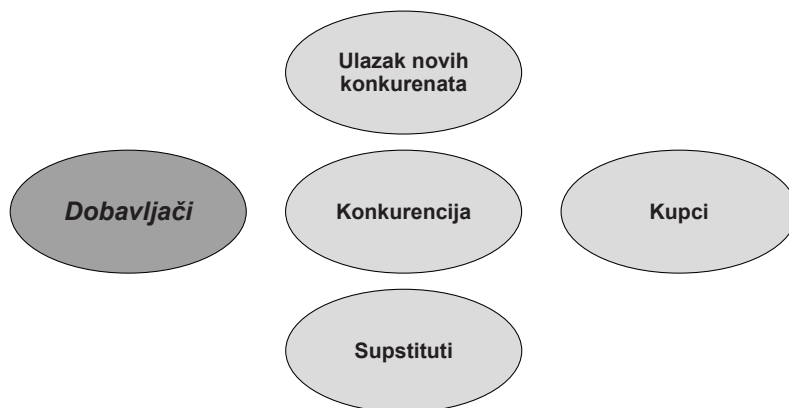 Ulazak novih
konkurenata
Dobavljači
Konkurencija
Kupci
Supstituti